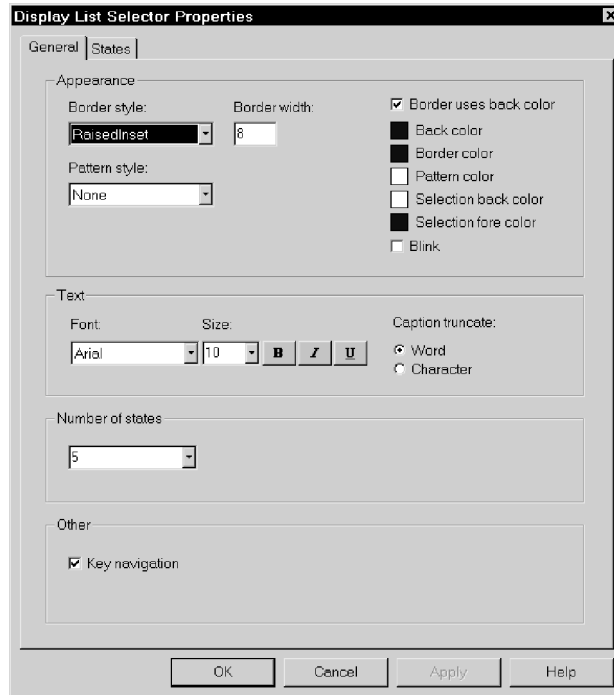 Display List Selector Properties
General
States
Appearance
Border style:
RaisedInset
Border width:
8
Pattern style:
None
Border uses back color
Back color
Border color
Pattern color
Selection back color
Selection fore color
Blink
Text
Font:
Arial
Size:
10
B
I
U
Caption truncate:
Word
Character
Number of states
5
Other
Key navigation
OK
Cancel
Apply
Help